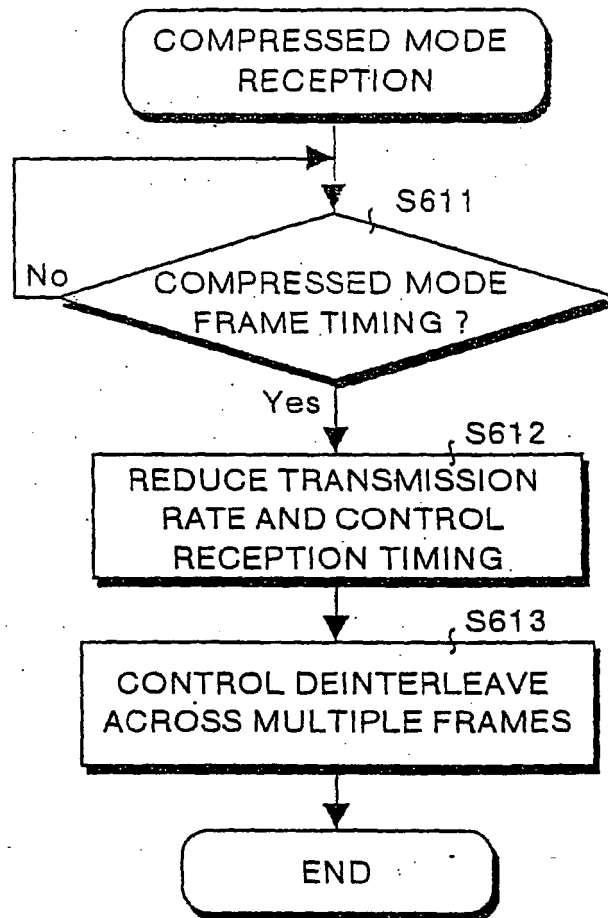 COMPRESSED MODE
RECEPTION
S611
No
COMPRESSED MODE
FRAME TIMING ?
Yes
S612
REDUCE TRANSMISSION
RATE AND CONTROL
RECEPTION TIMING
S613
CONTROL DEINTERLEAVE
ACROSS MULTIPLE FRAMES
END